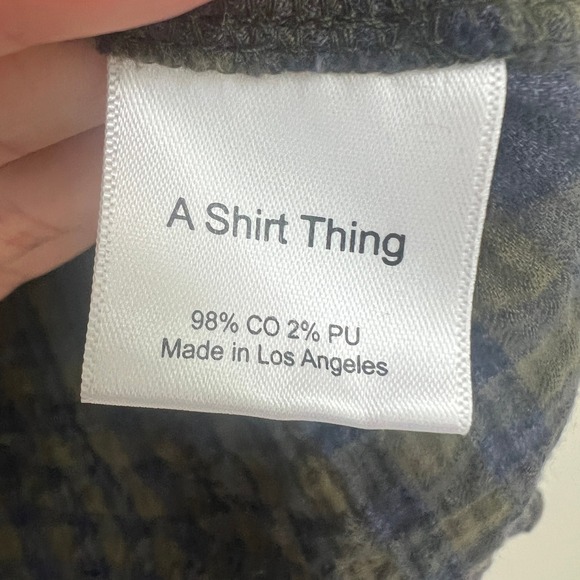 A Shirt Thing
98% CO 2% PU
Made in Los Angeles